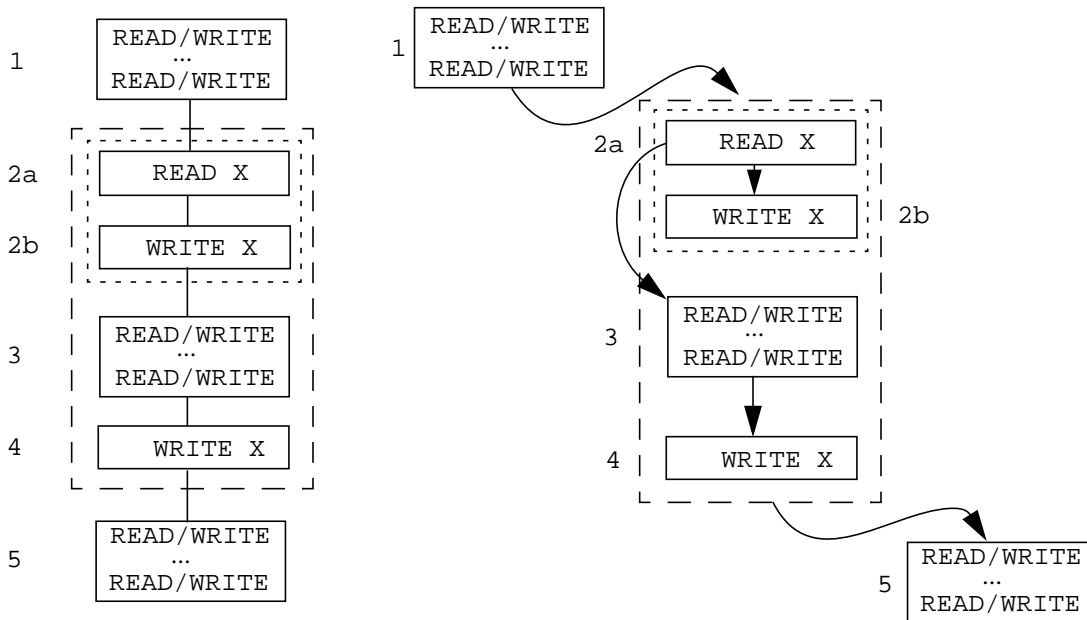 1
READ/WRITE
...
READ/WRITE
2a
READ X
2b
WRITE X
3
READ/WRITE
...
READ/WRITE
4
WRITE X
5
READ/WRITE
...
READ/WRITE
1
READ/WRITE
...
READ/WRITE
2a
READ X
WRITE X
2b
3
READ/WRITE
...
READ/WRITE
4
WRITE X
5
READ/WRITE
...
READ/WRITE